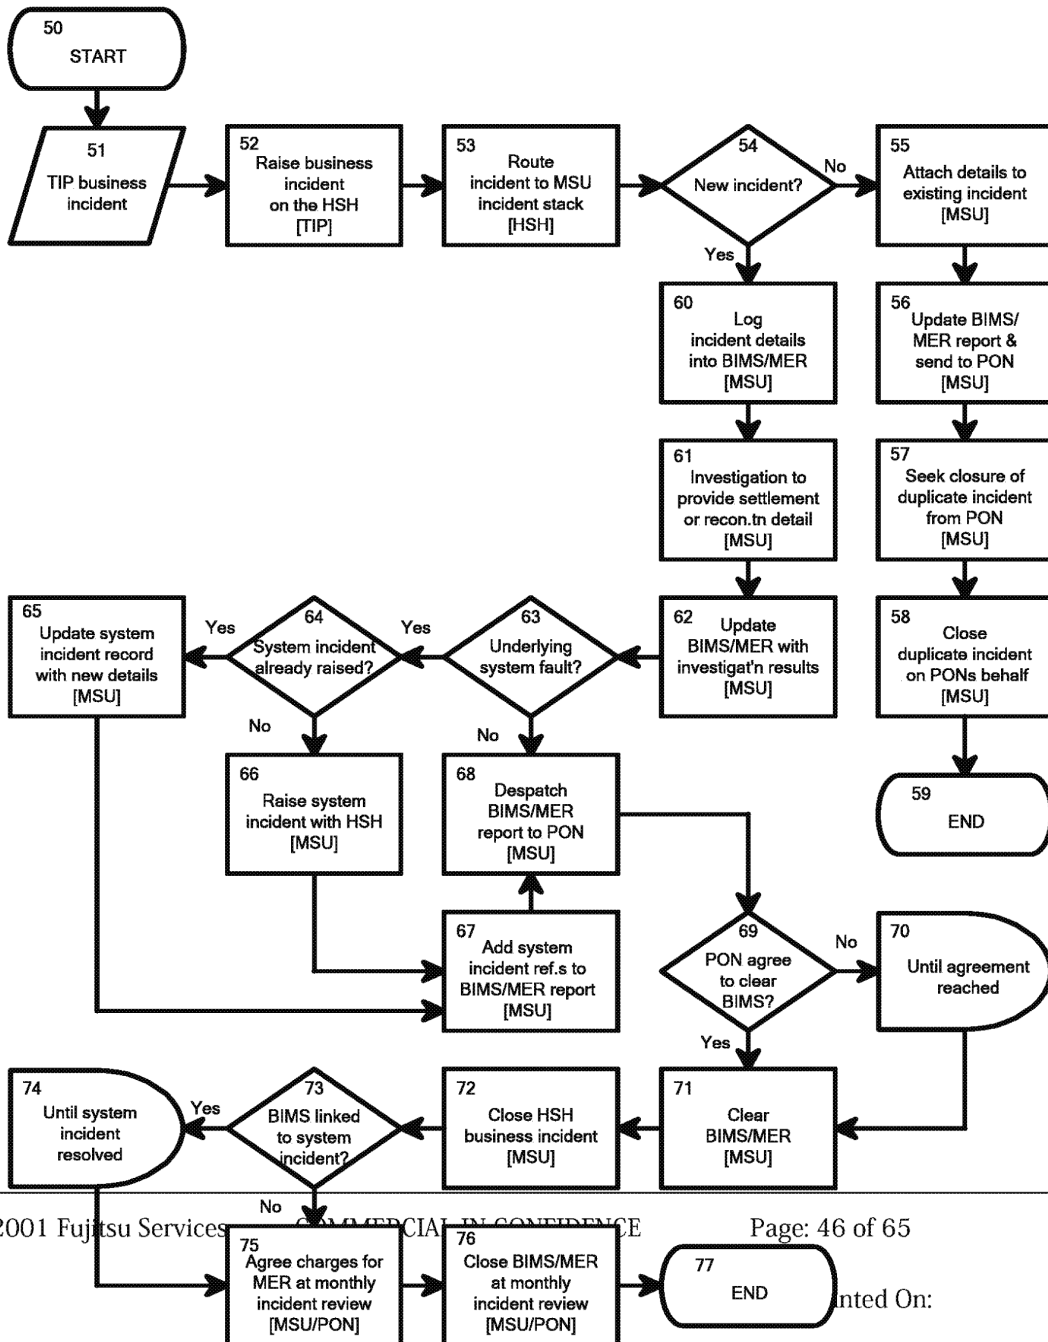 50
START
51
TIP business
incident
52
Raise business
incident
on the HSH
[TIP]
53
Route
incident to MSU
incident stack
[HSH]
54
New incident?
No
Yes
55
Attach details to
existing incident
[MSU]
60
Log
incident details
into BIMS/MER
[MSU]
56
Update BIMS/
MER report &
send to PON
[MSU]
61
Investigation to
provide settlement
or recon.tn detail
[MSU]
57
Seek closure of
duplicate incident
from PON
[MSU]
65
Update system
incident record
with new details
[MSU]
Yes
64
System incident
already raised?
No
Yes
63
Underlying
system fault?
No
62
Update
BIMS/MER with
investigat'n results
[MSU]
58
Close
duplicate incident
on PONs behalf
[MSU]
66
Raise system
incident with HSH
[MSU]
68
Despatch
BIMS/MER
report to PON
[MSU]
59
END
67
Add system
incident ref.s to
BIMS/MER report
[MSU]
69
PON agree
to clear
BIMS?
No
Yes
70
Until agreement
reached
74
Until system
incident
resolved
Yes
73
BIMS linked
to system
incident?
No
72
Close HSH
business incident
[MSU]
71
Clear
BIMS/MER
[MSU]
2001 Fujitsu Services COMMERCIAL IN CONFIDENCE Page: 46 of 65
75
Agree charges for
MER at monthly
incident review
[MSU/PON]
76
Close BIMS/MER
at monthly
incident review
[MSU/PON]
77
END
inted On: